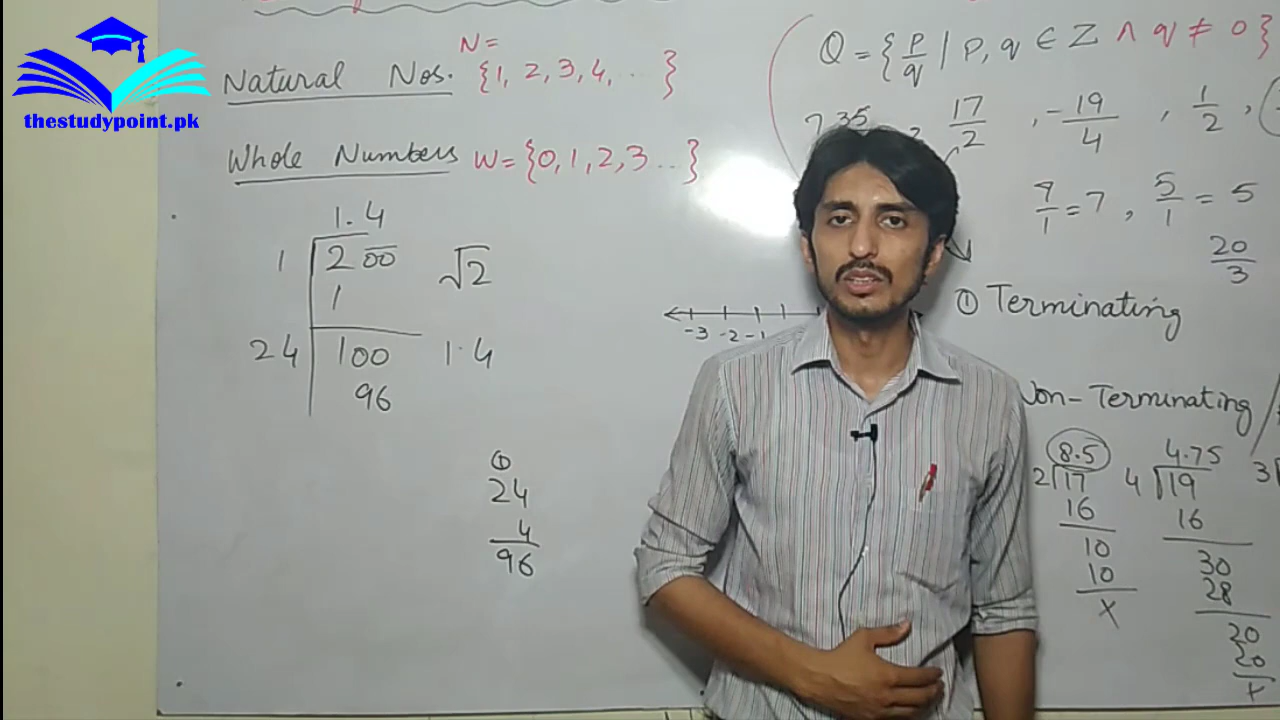 thestudypoint.pk
N=
Natural Nos. {1, 2, 3, 4, ... }
Whole Numbers W = {0, 1, 2, 3 ... }
1.4
1 2 00 √2
1
24 100 1.4
96
①
24
4
96
Q = { p/q | p, q ∈ Z ∧ q ≠ 0 }
17/2 , -19/4 , 1/2 ,
7/1 = 7 , 5/1 = 5
20/3
-3 -2 -1
① Terminating
Non-Terminating /
8.5 4.75
2 17 4 19 3
16 16
10 30
10 28
x 20
20
x